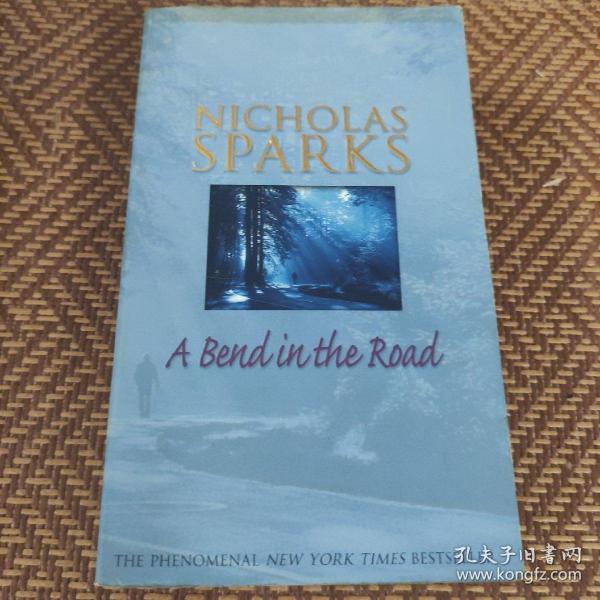 NICHOLAS
SPARKS
A Bend in the Road
THE PHENOMENAL NEW YORK TIMES
孔夫子旧书网
www.kongfz.com